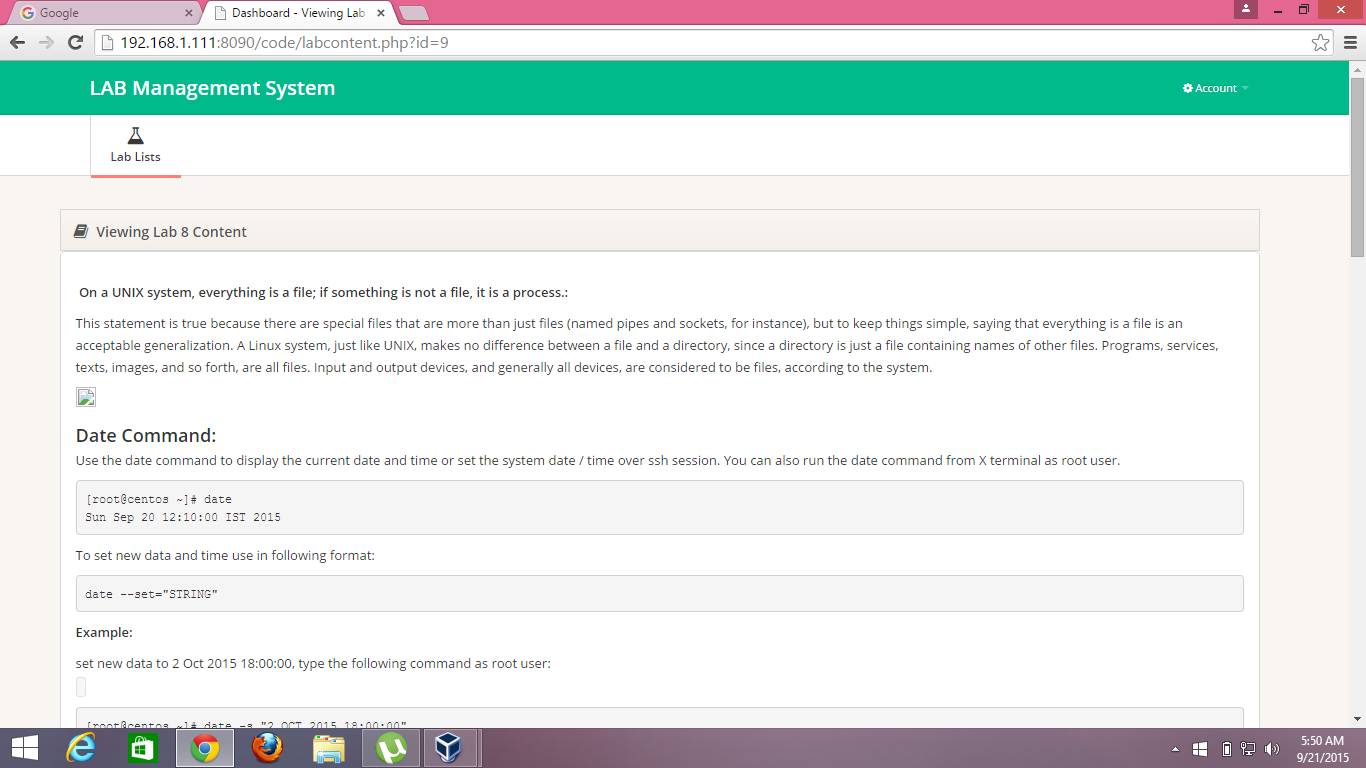 Google
Dashboard - Viewing Lab
192.168.1.111:8090/code/labcontent.php?id=9
LAB Management System
Account
Lab Lists
Viewing Lab 8 Content
On a UNIX system, everything is a file; if something is not a file, it is a process.:
This statement is true because there are special files that are more than just files (named pipes and sockets, for instance), but to keep things simple, saying that everything is a file is an
acceptable generalization. A Linux system, just like UNIX, makes no difference between a file and a directory, since a directory is just a file containing names of other files. Programs, services,
texts, images, and so forth, are all files. Input and output devices, and generally all devices, are considered to be files, according to the system.
Date Command:
Use the date command to display the current date and time or set the system date / time over ssh session. You can also run the date command from X terminal as root user.
[root@centos ~]# date
Sun Sep 20 12:10:00 IST 2015
To set new data and time use in following format:
date --set="STRING"
Example:
set new data to 2 Oct 2015 18:00:00, type the following command as root user:
[root@centos ~]# date -s "2 OCT 2015 18:00:00"
5:50 AM
9/21/2015